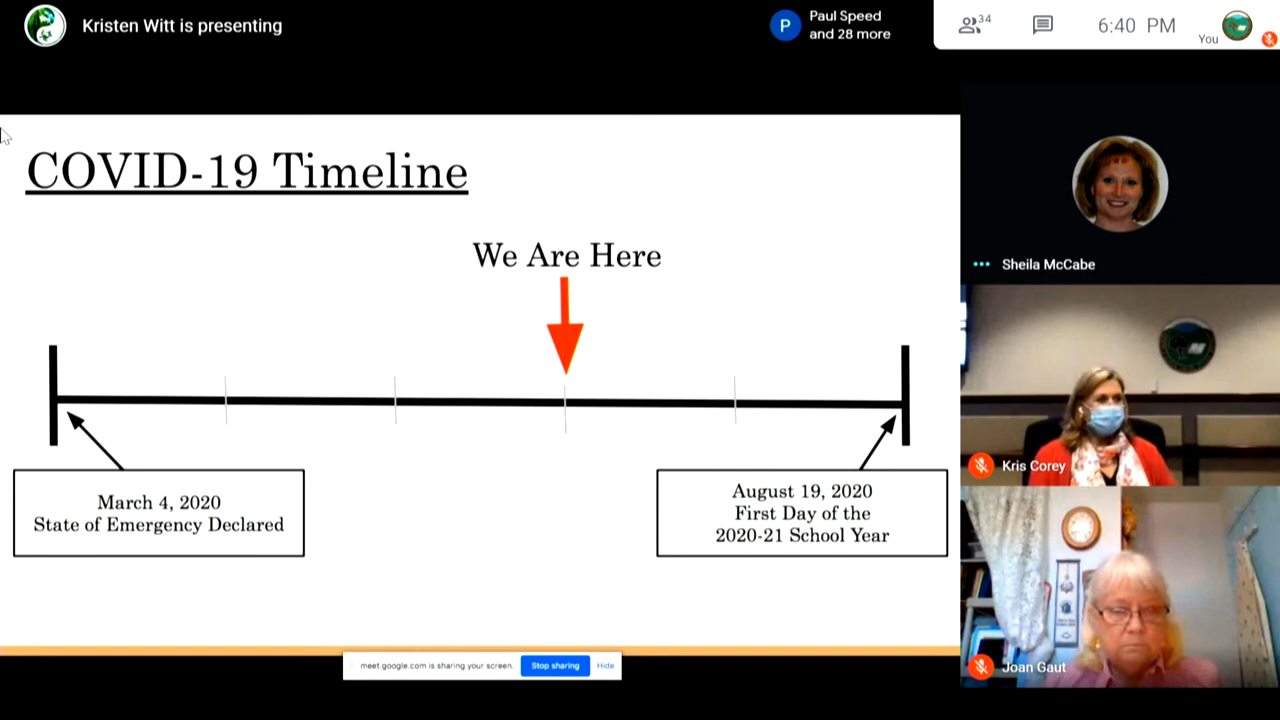 Kristen Witt is presenting
P
Paul Speed
and 28 more
34
6:40 PM
You
COVID-19 Timeline
We Are Here
March 4, 2020
State of Emergency Declared
August 19, 2020
First Day of the
2020-21 School Year
meet.google.com is sharing your screen.
Stop sharing
Hide
Sheila McCabe
Kris Corey
Joan Gaut